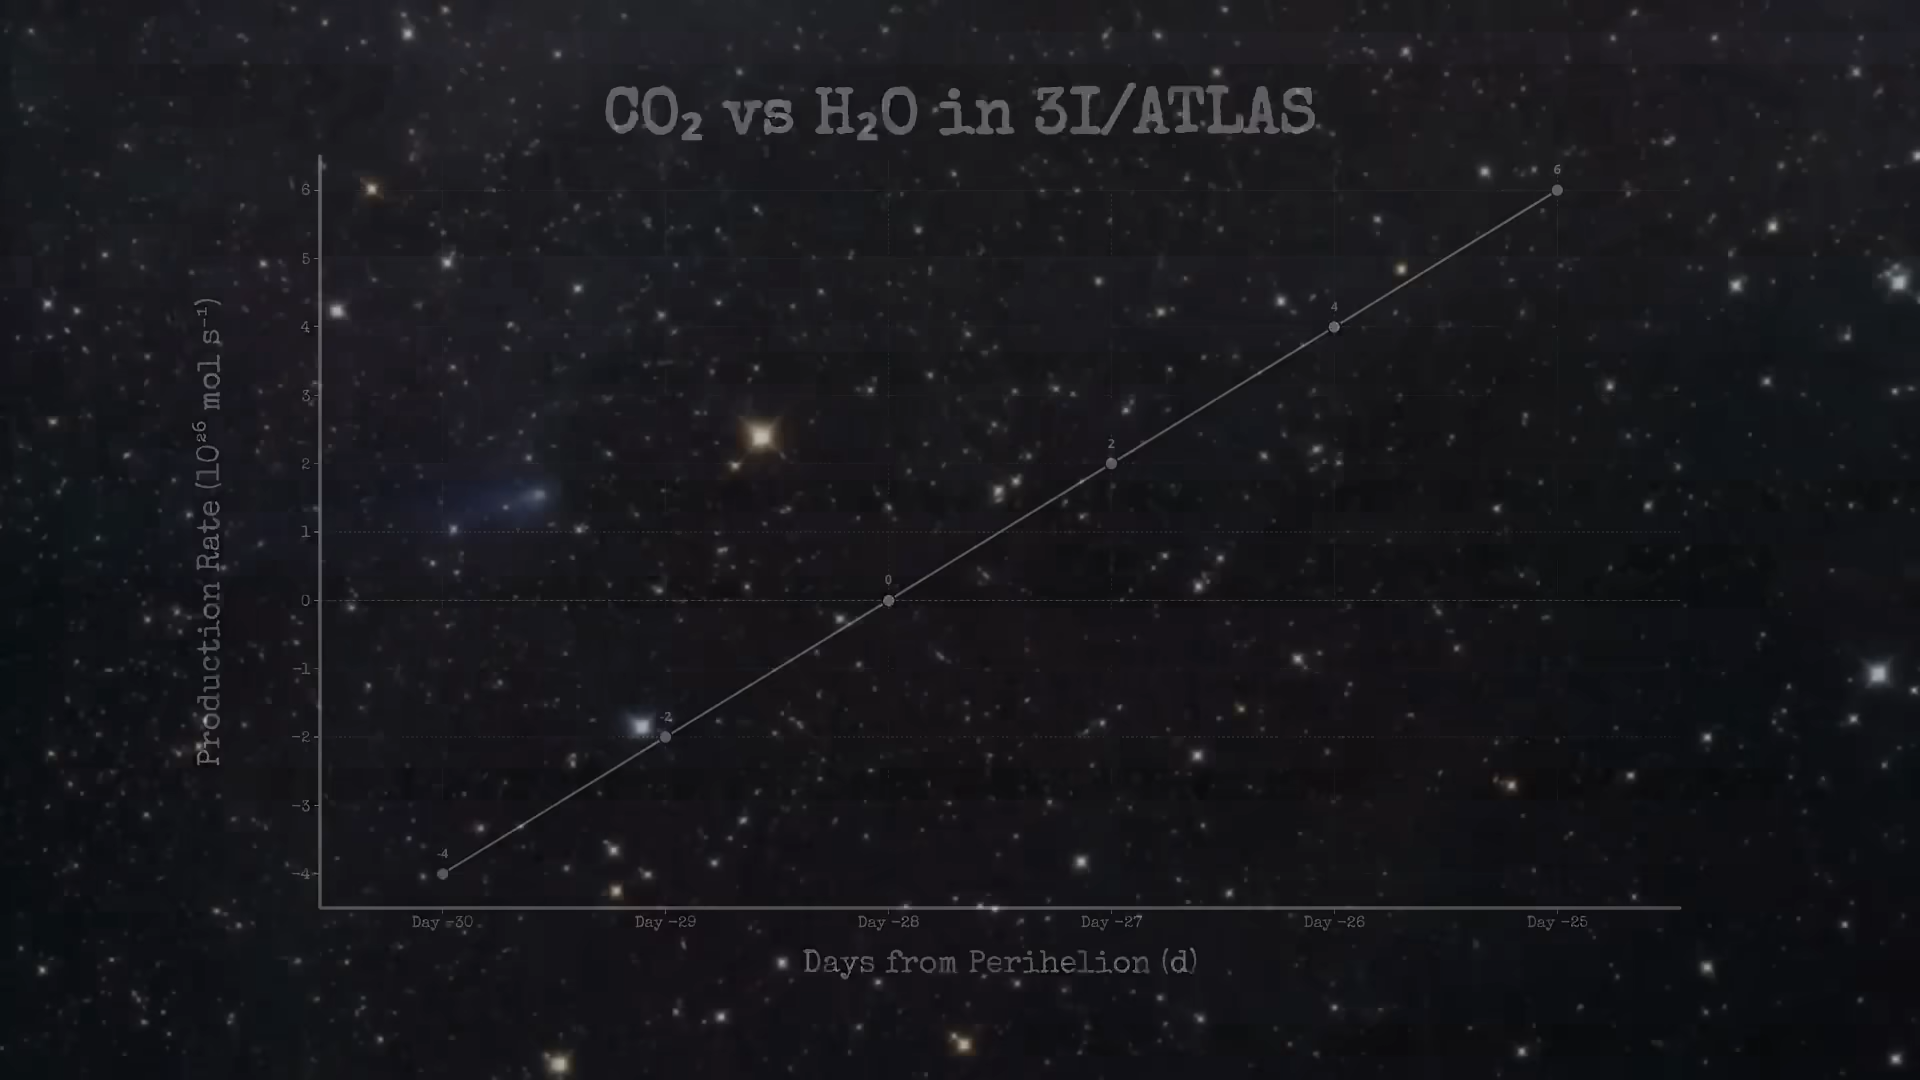 CO₂ vs H₂O in 3I/ATLAS
Production Rate (10²⁶ mol s⁻¹)
6
5
4
3
2
1
0
-1
-2
-3
-4
-4
-2
0
2
4
6
Day -30
Day -29
Day -28
Day -27
Day -26
Day -25
Days from Perihelion (d)